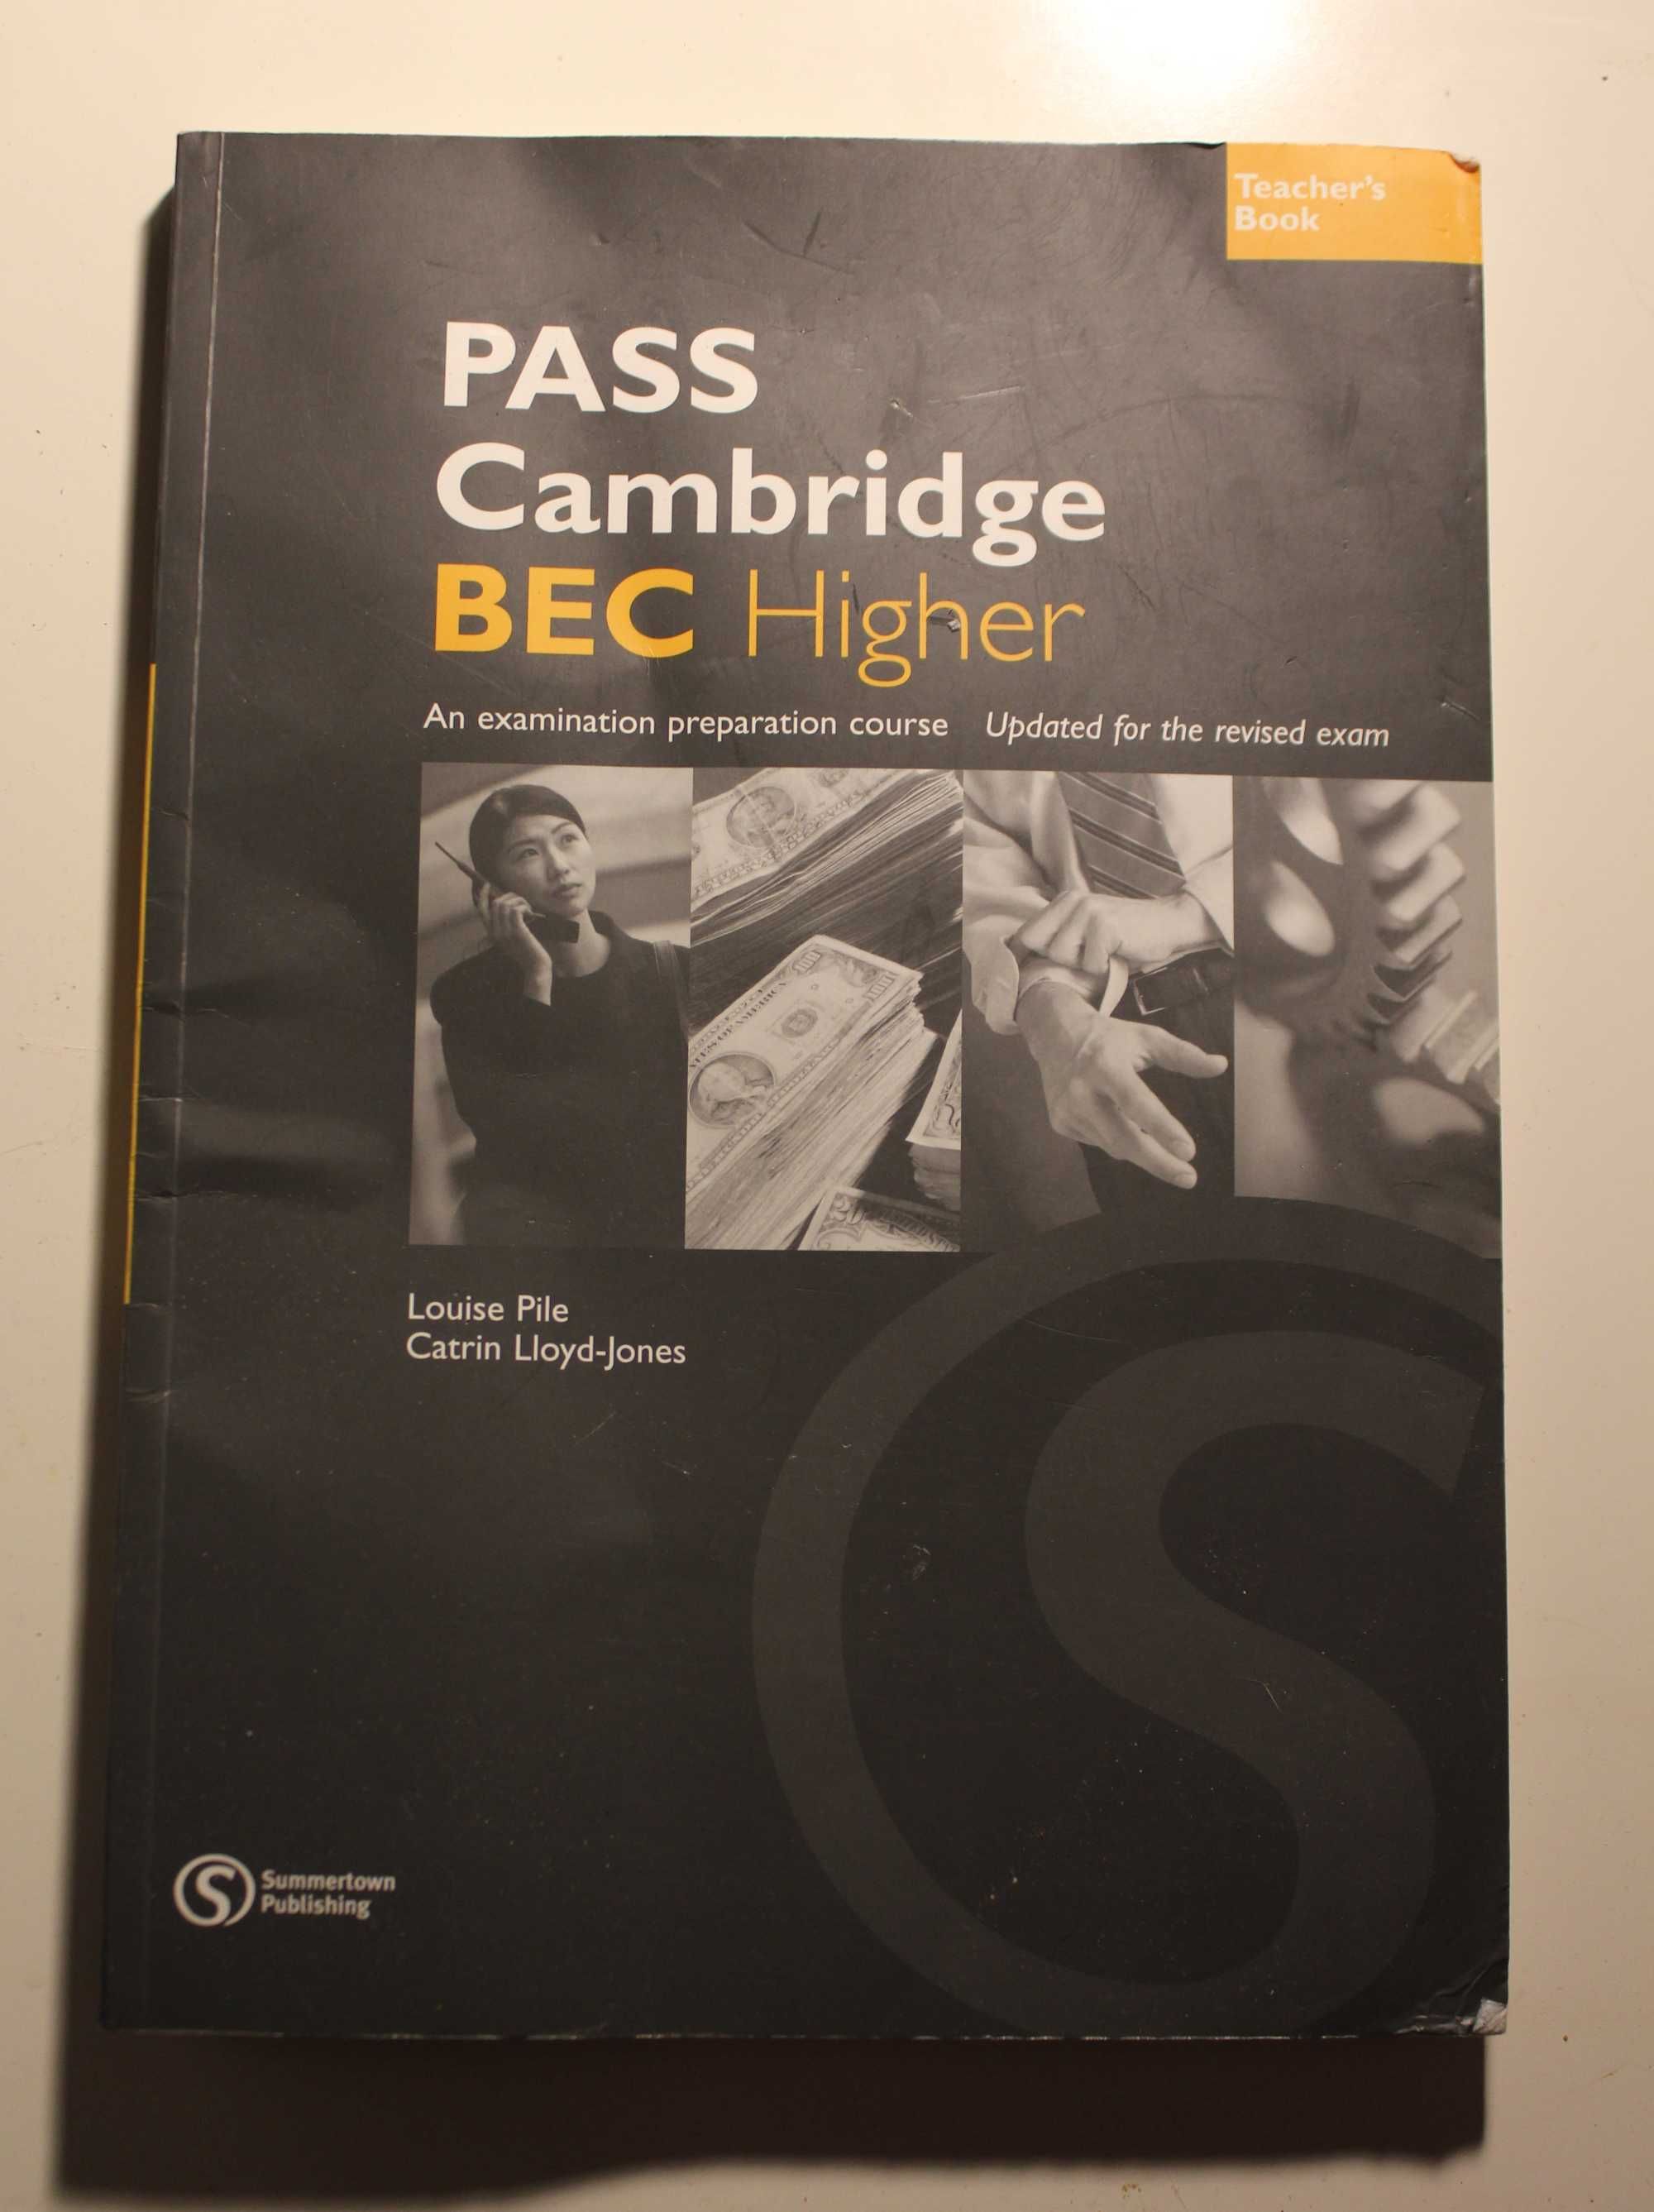 Teacher's
Book
PASS
Cambridge
BEC Higher
An examination preparation course Updated for the revised exam
Louise Pile
Catrin Lloyd-Jones
Summertown
Publishing